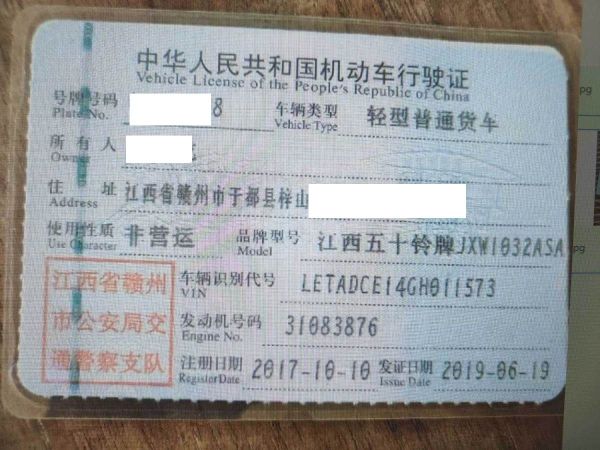 中华人民共和国机动车行驶证
Vehicle License of the People's Republic of China
号牌号码 8 车辆类型 轻型普通货车
Plate No. Vehicle Type
所有人
Owner
住址 江西省赣州市于都县梓山
Address
使用性质 非营运 品牌型号 江西五十铃牌JXW1032ASA
Use Character Model
江西省赣州
市公安局交
通警察支队
车辆识别代号 LETADCE14GH011573
VIN
发动机号码 31083876
Engine No.
注册日期 2017-10-10 发证日期 2019-06-19
Register Date Issue Date
pg
pg